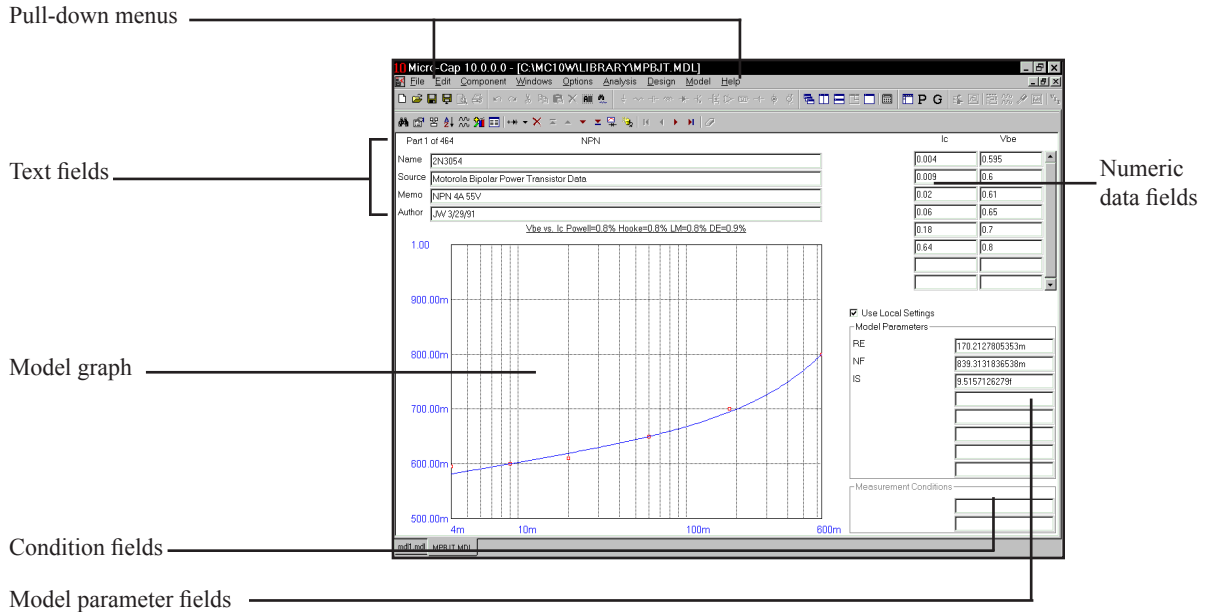 Pull-down menus
Micro-Cap 10.0.0.0 - [C:\MC10W\LIBRARY\MPBJT.MDL]
File Edit Component Windows Options Analysis Design Model Help
P G
Part 1 of 464 NPN Ic Vbe
Text fields
Name 2N3054
Source Motorola Bipolar Power Transistor Data
Memo NPN 4A 55V
Author JW 3/29/91
0.004 0.595
0.009 0.6
0.02 0.61
0.06 0.65
0.18 0.7
0.64 0.8
Numeric
data fields
Vbe vs. Ic Powell=0.8% Hooke=0.8% LM=0.8% DE=0.9%
1.00
900.00m
800.00m
700.00m
600.00m
500.00m
4m 10m 100m 600m
Model graph
Use Local Settings
Model Parameters
RE 170.2127805353m
NF 839.3131836538m
IS 9.5157126279f
Measurement Conditions
mdl1.mdl MPBJT.MDL
Condition fields
Model parameter fields